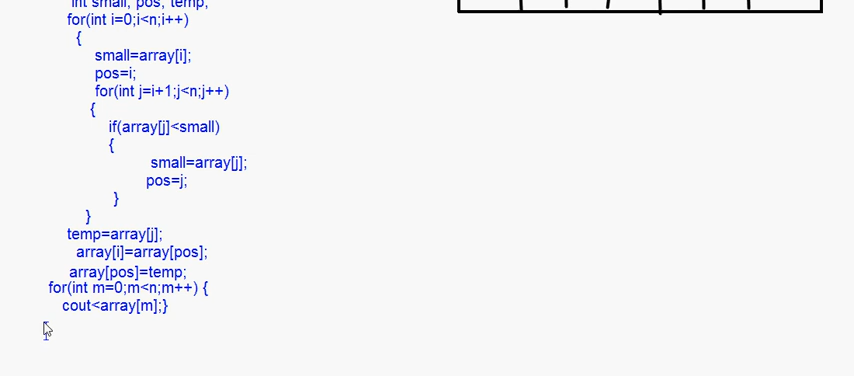 int small, pos, temp;
for(int i=0;i<n;i++)
{
small=array[i];
pos=i;
for(int j=i+1;j<n;j++)
{
if(array[j]<small)
{
small=array[j];
pos=j;
}
}
temp=array[j];
array[i]=array[pos];
array[pos]=temp;
for(int m=0;m<n;m++) {
cout<array[m];}